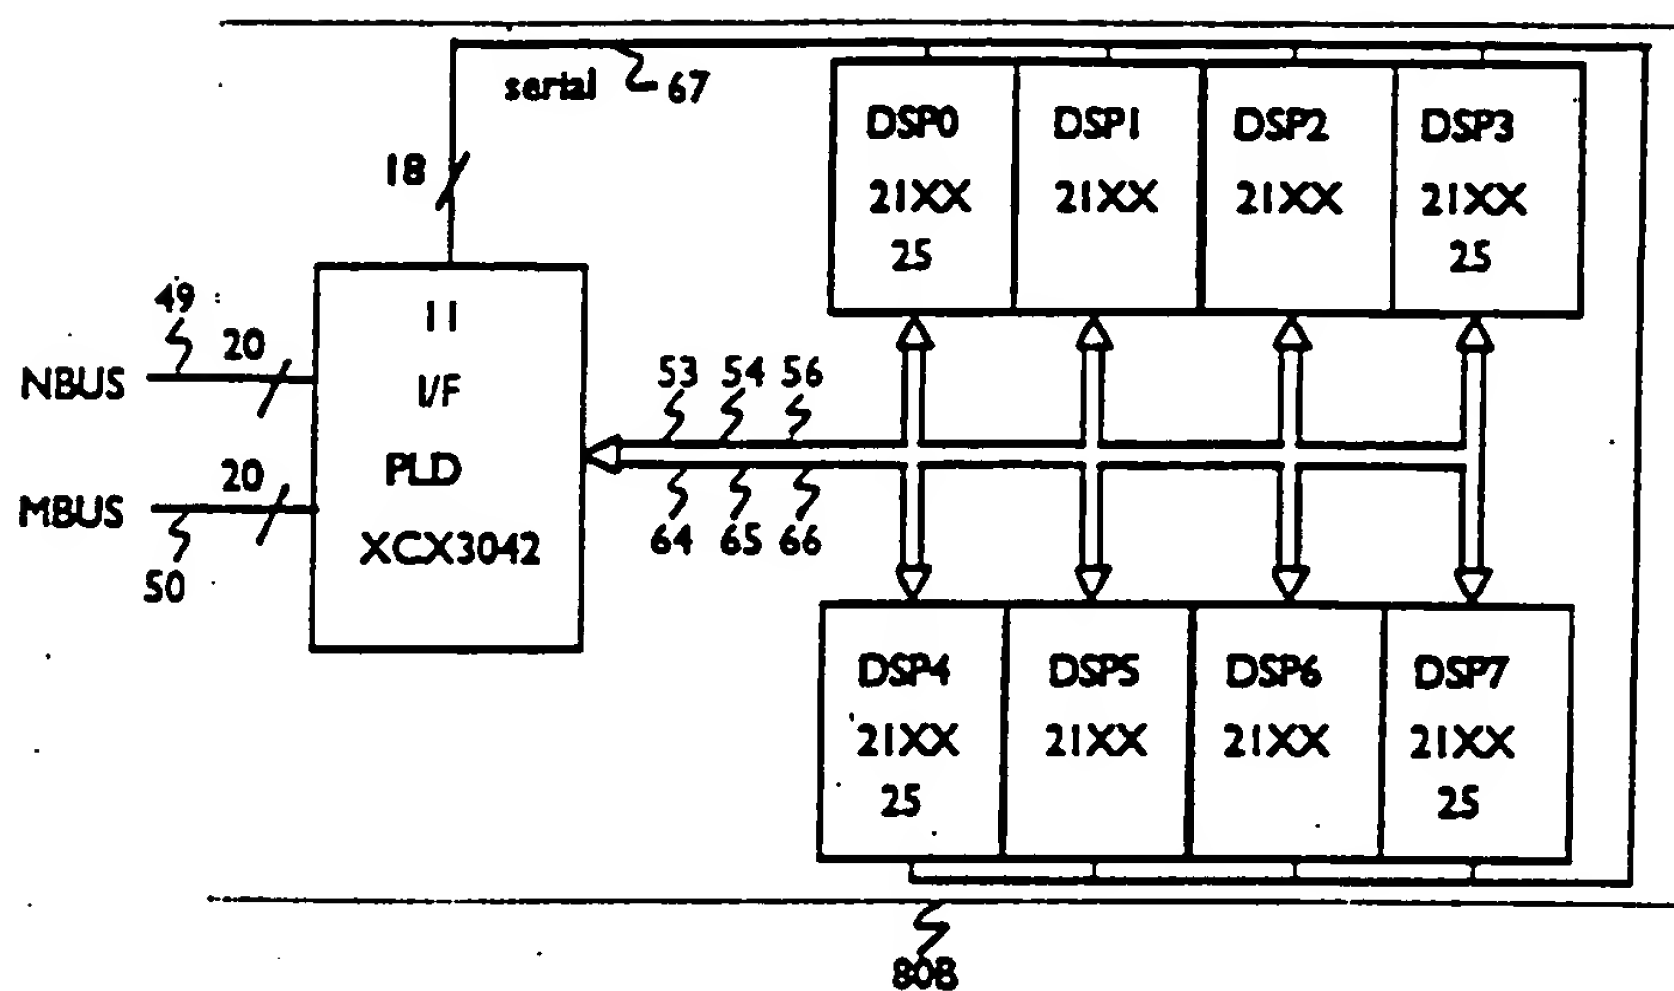 serial 67
18
DSP0 DSP1 DSP2 DSP3
21XX 21XX 21XX 21XX
25 25
49
20
NBUS
11
I/F
PLD
XCX3042
53 54 56
20
MBUS
50
64 65 66
DSP4 DSP5 DSP6 DSP7
21XX 21XX 21XX 21XX
25 25
80B